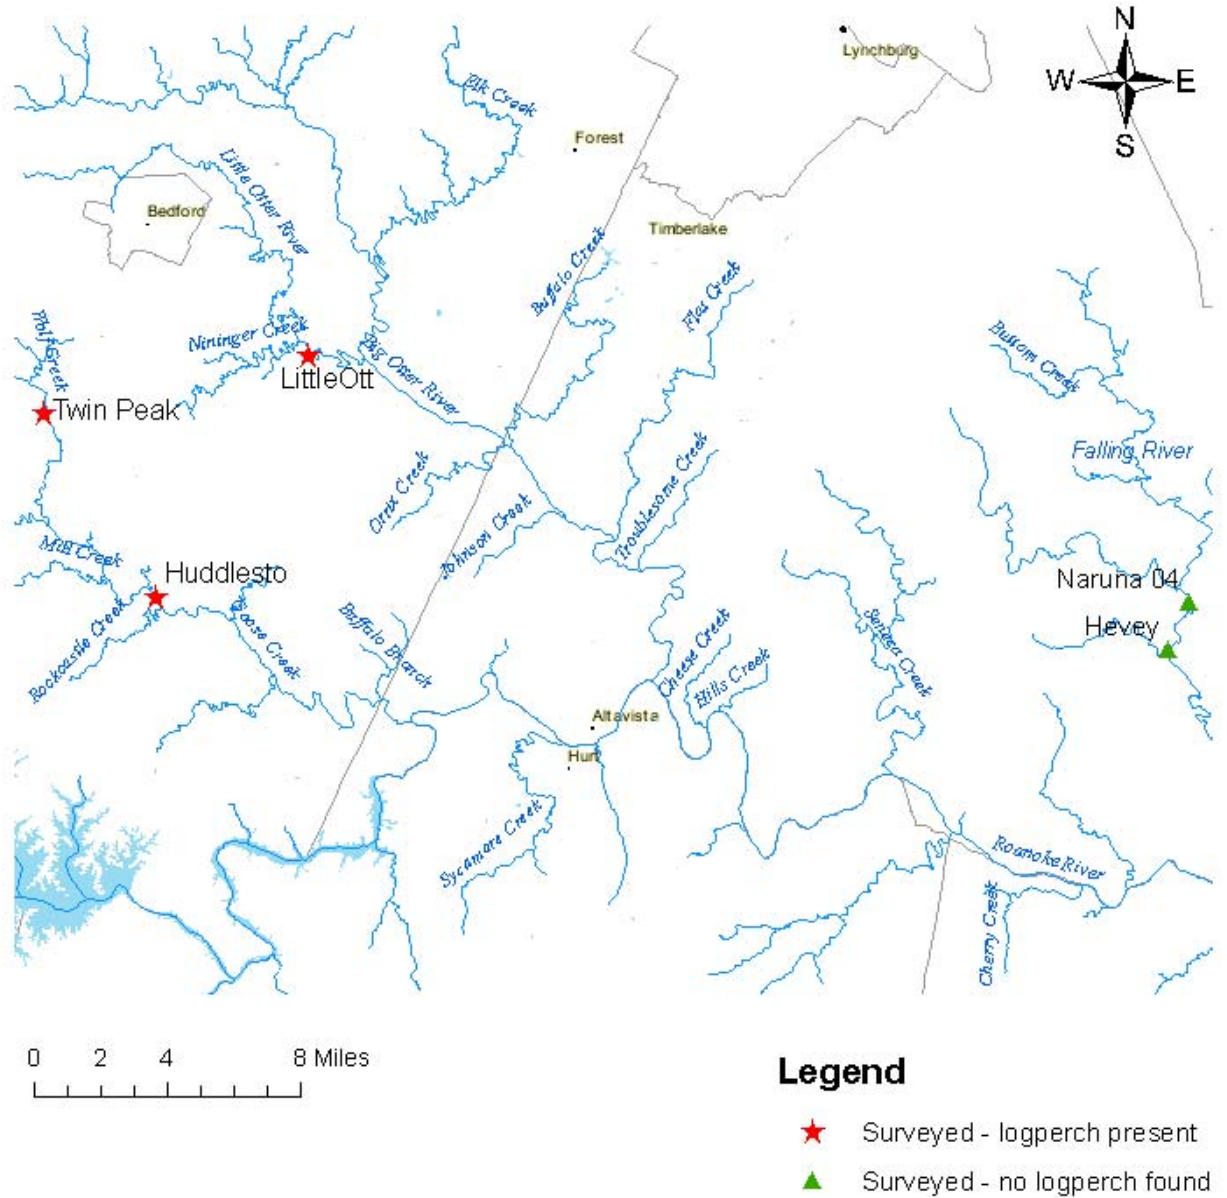 N
Lynchburg
W E
Elk Creek
S
Forest
Little Otter River
Bedford
Timberlake
Buffalo Creek
Flas Creek
Wolf Creek
Nininger Creek
Buttom Creek
Big Otter River
LittleOtt
Twin Peak
Falling River
Orrix Creek
Troublesome Creek
Johnson Creek
Mill Creek
Huddlesto
Naruna 04
Rockcastle Creek
Goose Creek
Buffalo Branch
Cheese Creek
Seneca Creek
Hevey
Hills Creek
Altavista
Hurt
Sycamore Creek
Roanoke River
Cherry Creek
0 2 4 8 Miles
Legend
Surveyed - logperch present
Surveyed - no logperch found